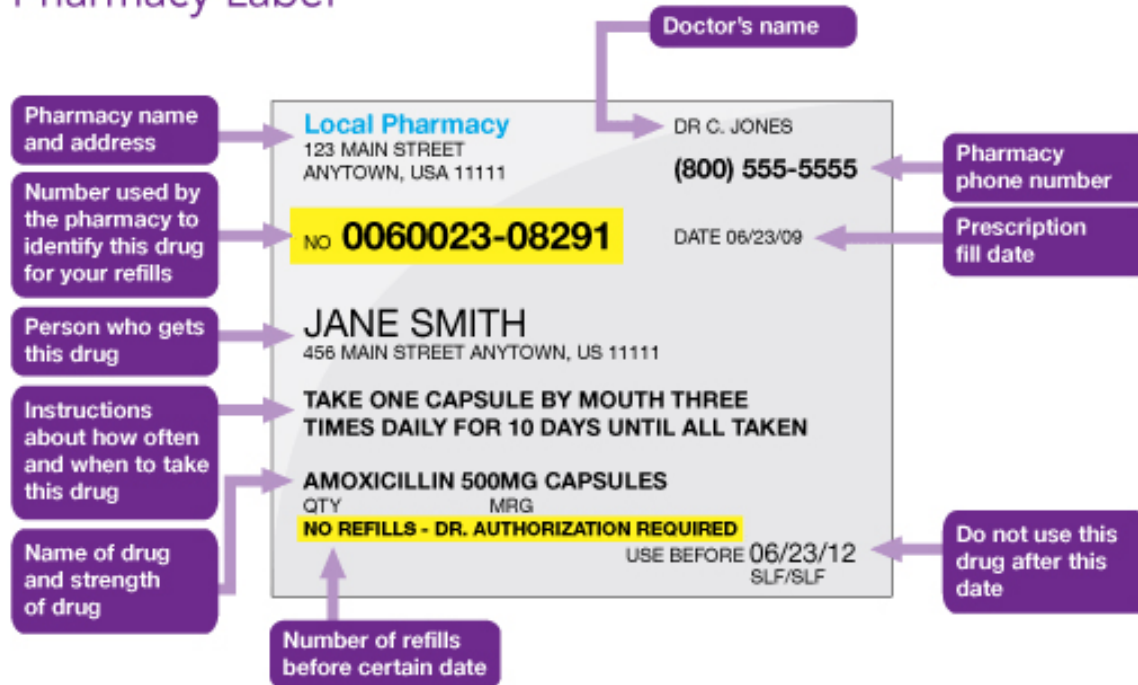 Pharmacy Label
Doctor's name
Pharmacy name
and address
Local Pharmacy
123 MAIN STREET
ANYTOWN, USA 11111
DR C. JONES
(800) 555-5555
Pharmacy
phone number
Number used by
the pharmacy to
identify this drug
for your refills
NO 0060023-08291
DATE 06/23/09
Prescription
fill date
Person who gets
this drug
JANE SMITH
456 MAIN STREET ANYTOWN, US 11111
Instructions
about how often
and when to take
this drug
TAKE ONE CAPSULE BY MOUTH THREE
TIMES DAILY FOR 10 DAYS UNTIL ALL TAKEN
Name of drug
and strength
of drug
AMOXICILLIN 500MG CAPSULES
QTY MRG
NO REFILLS - DR. AUTHORIZATION REQUIRED
USE BEFORE 06/23/12
SLF/SLF
Do not use this
drug after this
date
Number of refills
before certain date